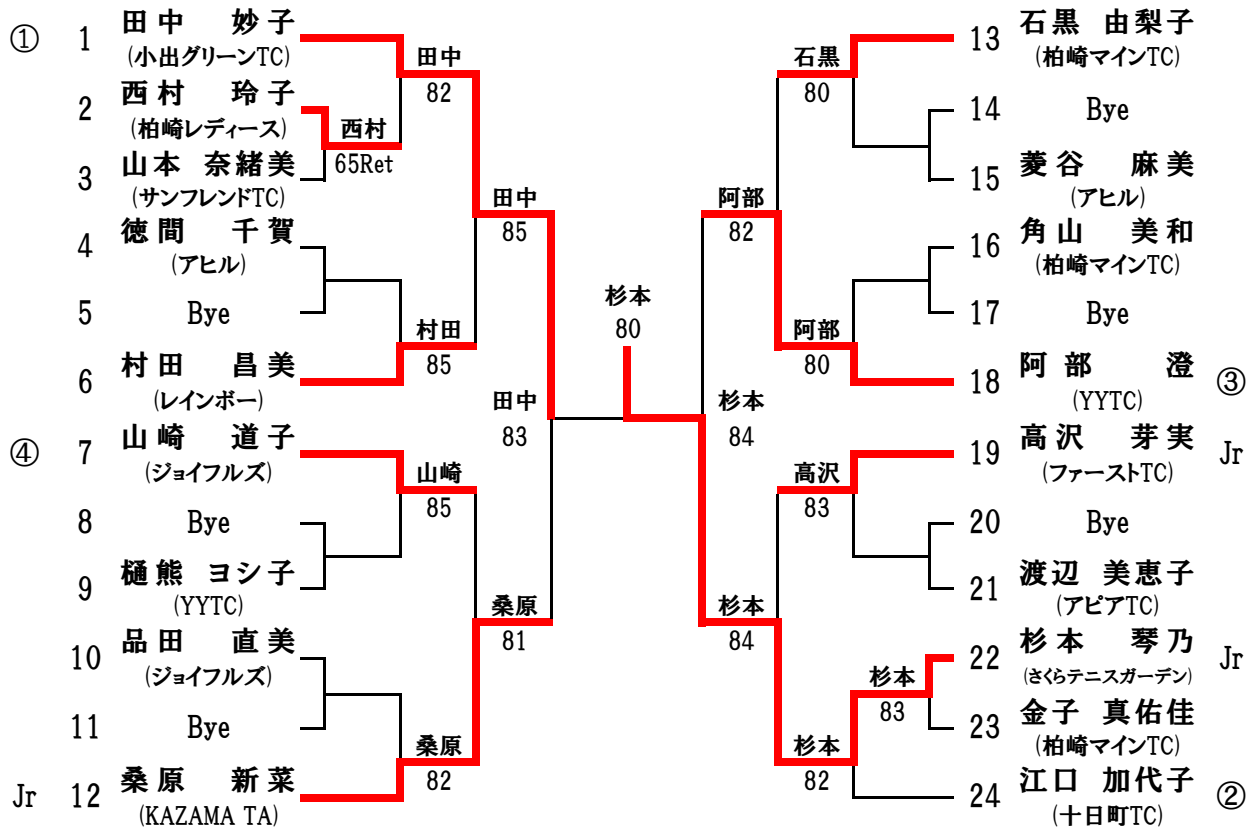 ① 1 田中 妙子
(小出グリーンTC)
2 西村 玲子
(柏崎レディース)
3 山本 奈緒美
(サンフレンドTC)
4 徳間 千賀
(アヒル)
5 Bye
6 村田 昌美
(レインボー)
④ 7 山崎 道子
(ジョイフルズ)
8 Bye
9 樋熊 ヨシ子
(YYTC)
10 品田 直美
(ジョイフルズ)
11 Bye
Jr 12 桑原 新菜
(KAZAMA TA)
田中
82
西村
65Ret
村田
85
山崎
85
桑原
82
田中
85
桑原
81
田中
83
杉本
80
杉本
84
阿部
82
杉本
84
石黒
80
阿部
80
高沢
83
杉本
83
杉本
82
13 石黒 由梨子
(柏崎マインTC)
14 Bye
15 菱谷 麻美
(アヒル)
16 角山 美和
(柏崎マインTC)
17 Bye
18 阿部 澄 ③
(YYTC)
19 高沢 芽実 Jr
(ファーストTC)
20 Bye
21 渡辺 美恵子
(アピアTC)
22 杉本 琴乃 Jr
(さくらテニスガーデン)
23 金子 真佑佳
(柏崎マインTC)
24 江口 加代子 ②
(十日町TC)